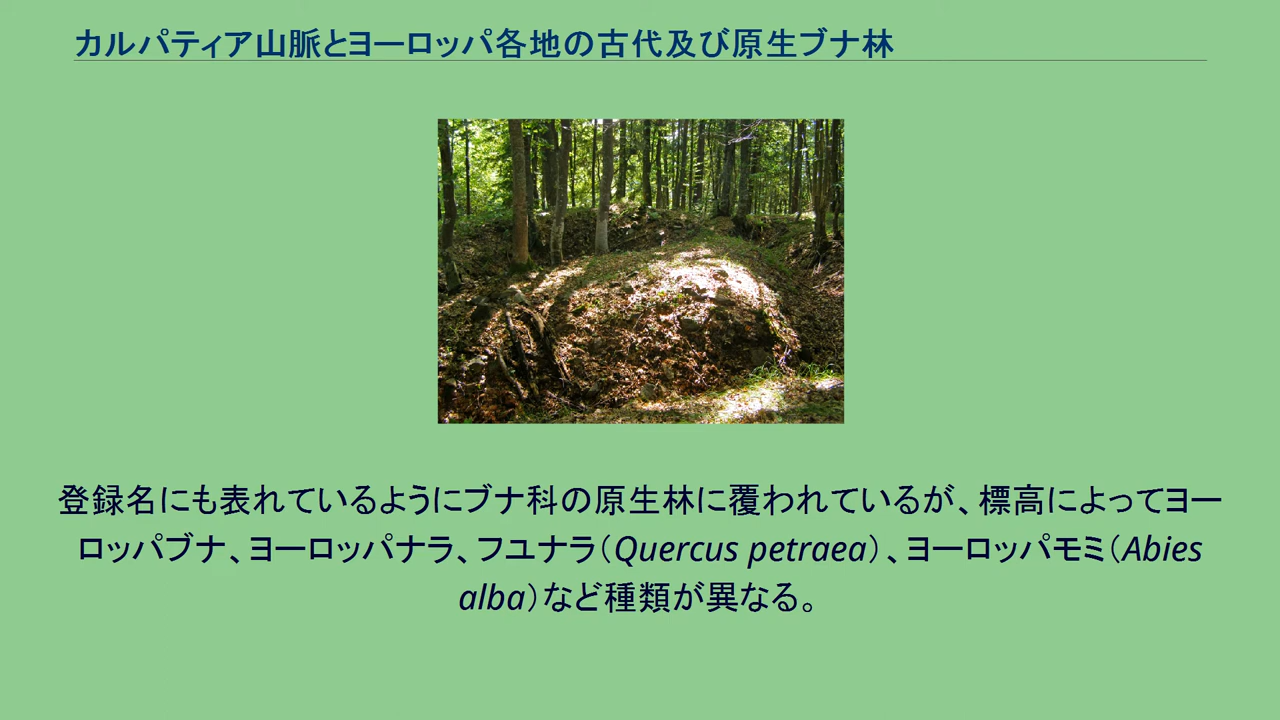 カルパティア山脈とヨーロッパ各地の古代及び原生ブナ林
登録名にも表れているようにブナ科の原生林に覆われているが、標高によってヨー
ロッパブナ、ヨーロッパナラ、フユナラ（Quercus petraea）、ヨーロッパモミ（Abies
alba）など種類が異なる。